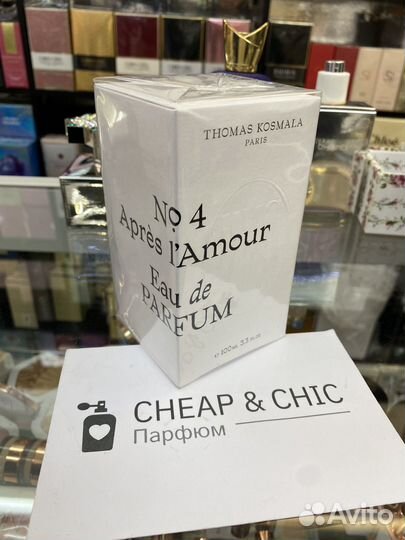 THOMAS KOSMALA
PARIS
No 4
Après l'Amour
Eau de
PARFUM
e 100ml 3.3 fl.oz
CHEAP & CHIC
Парфюм
Avito